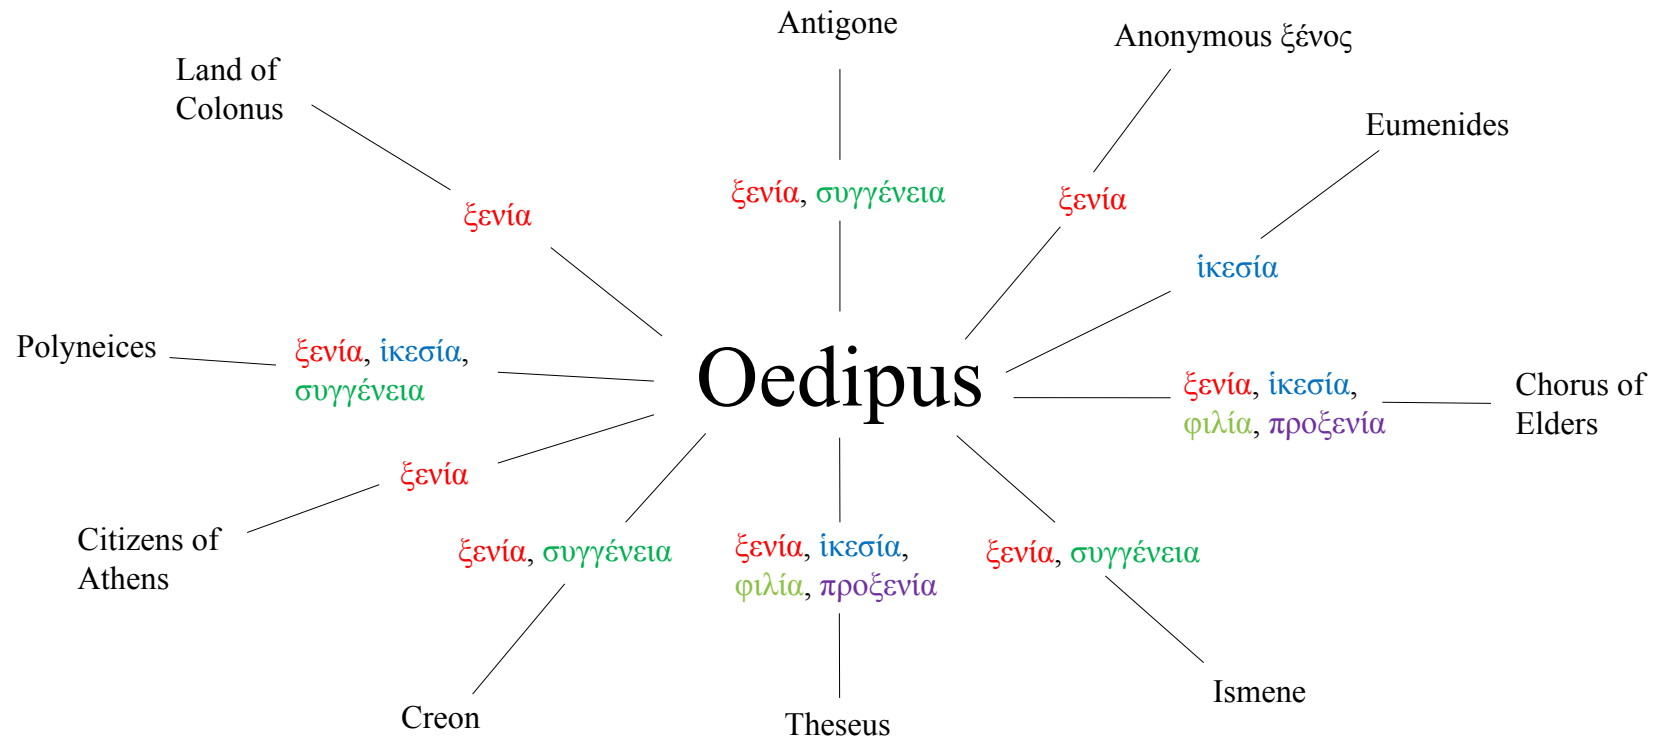 Antigone
Anonymous ξένος
Land of
Colonus
Eumenides
ξενία, συγγένεια
ξενία
ξενία
ἱκεσία
Polyneices
ξενία, ἱκεσία,
συγγένεια
Oedipus
ξενία, ἱκεσία,
φιλία, προξενία
Chorus of
Elders
ξενία
Citizens of
Athens
ξενία, συγγένεια
ξενία, ἱκεσία,
φιλία, προξενία
ξενία, συγγένεια
Creon
Theseus
Ismene